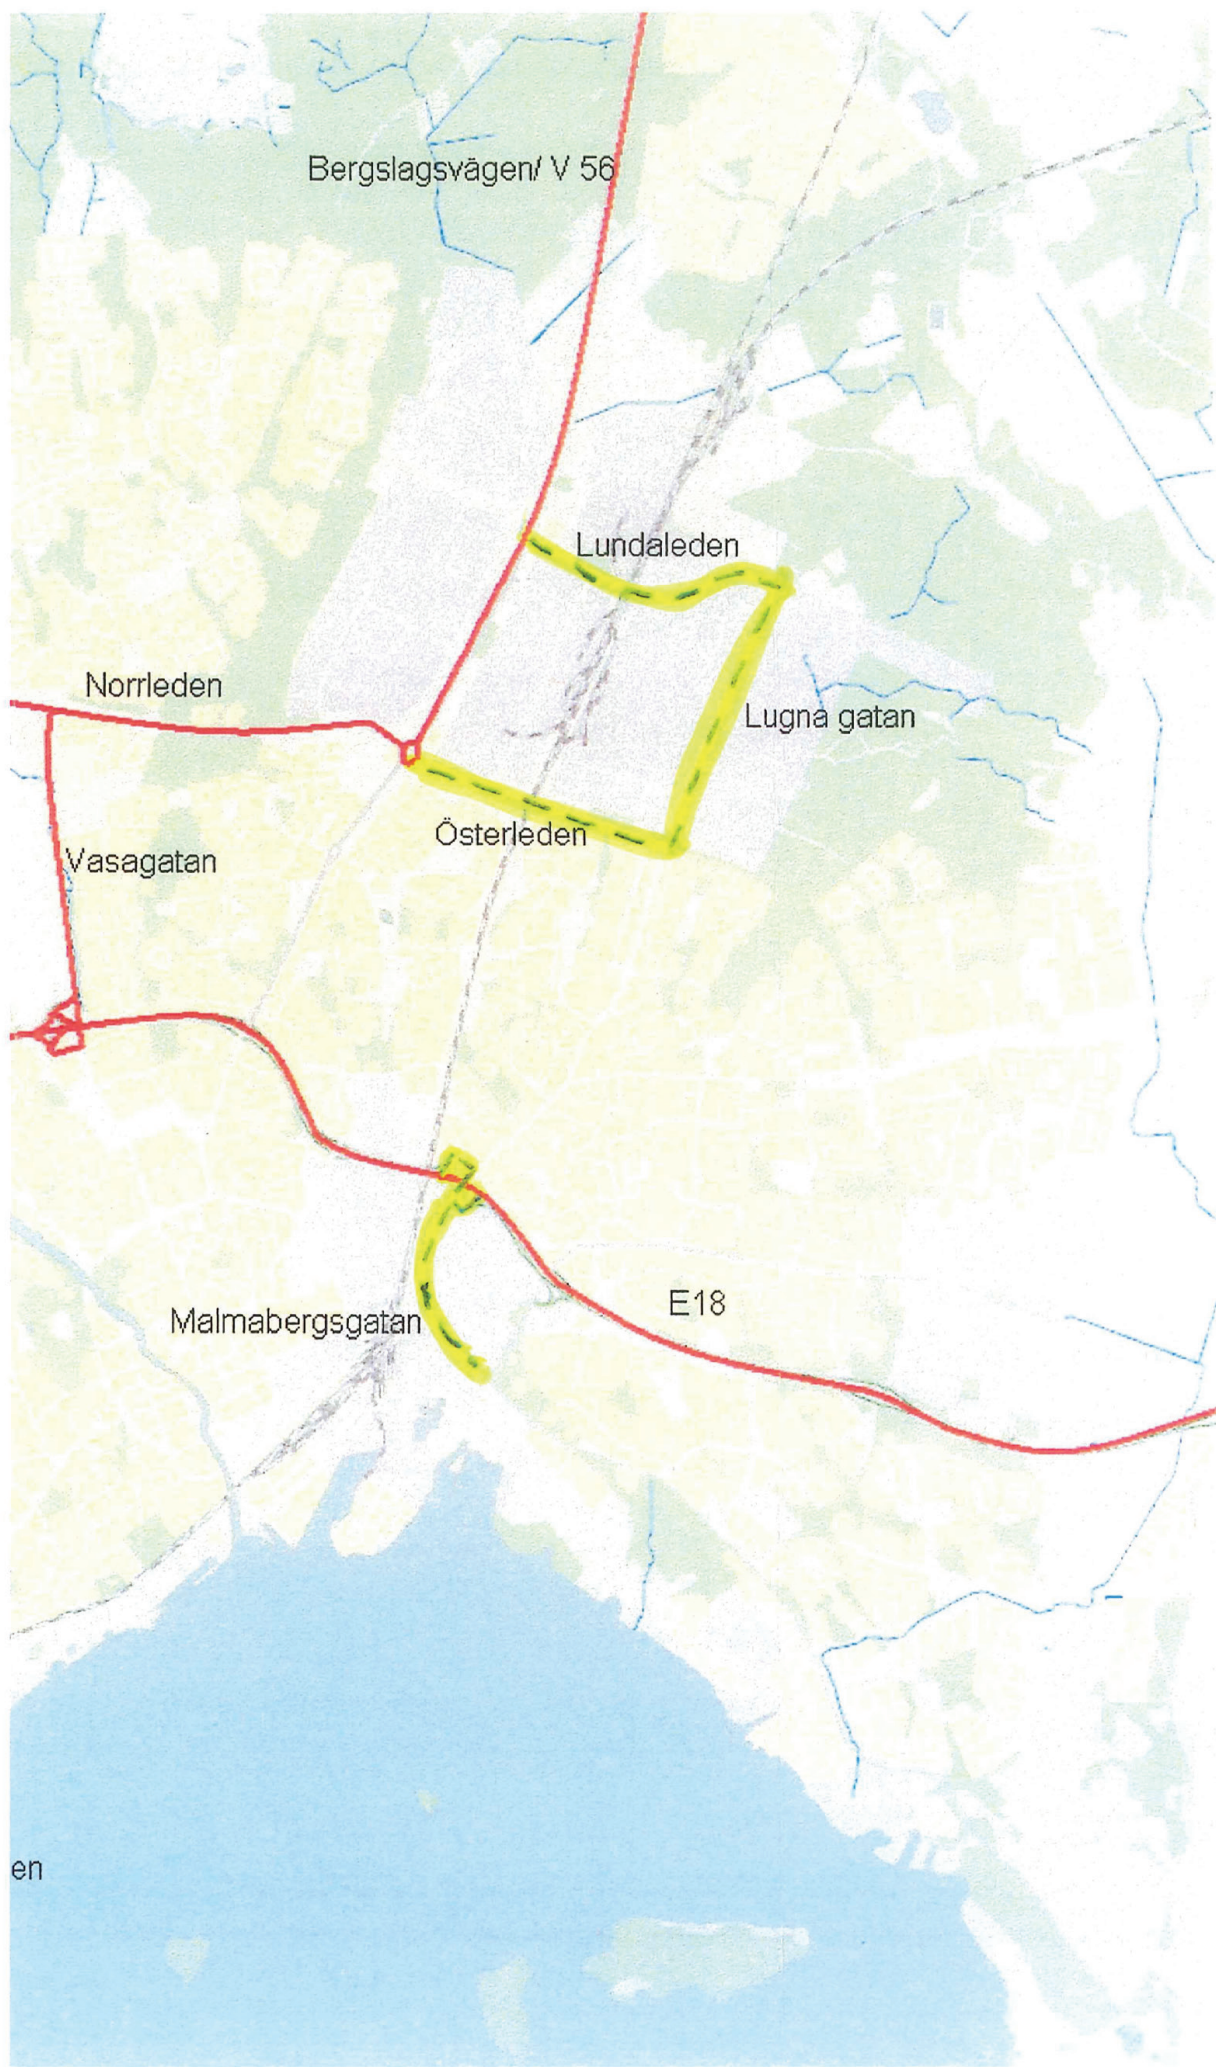 Bergslagsvägen/ V 56
Lundaleden
Norrleden
Lugna gatan
Österleden
Vasagatan
E18
Malmabergsgatan
en